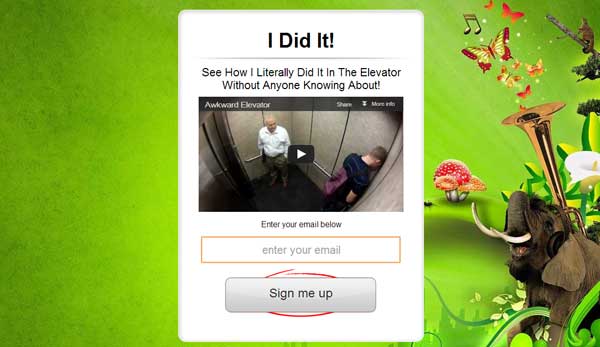 I Did It!
See How I Literally Did It In The Elevator
Without Anyone Knowing About!
Awkward Elevator Share More info
Enter your email below
enter your email
Sign me up